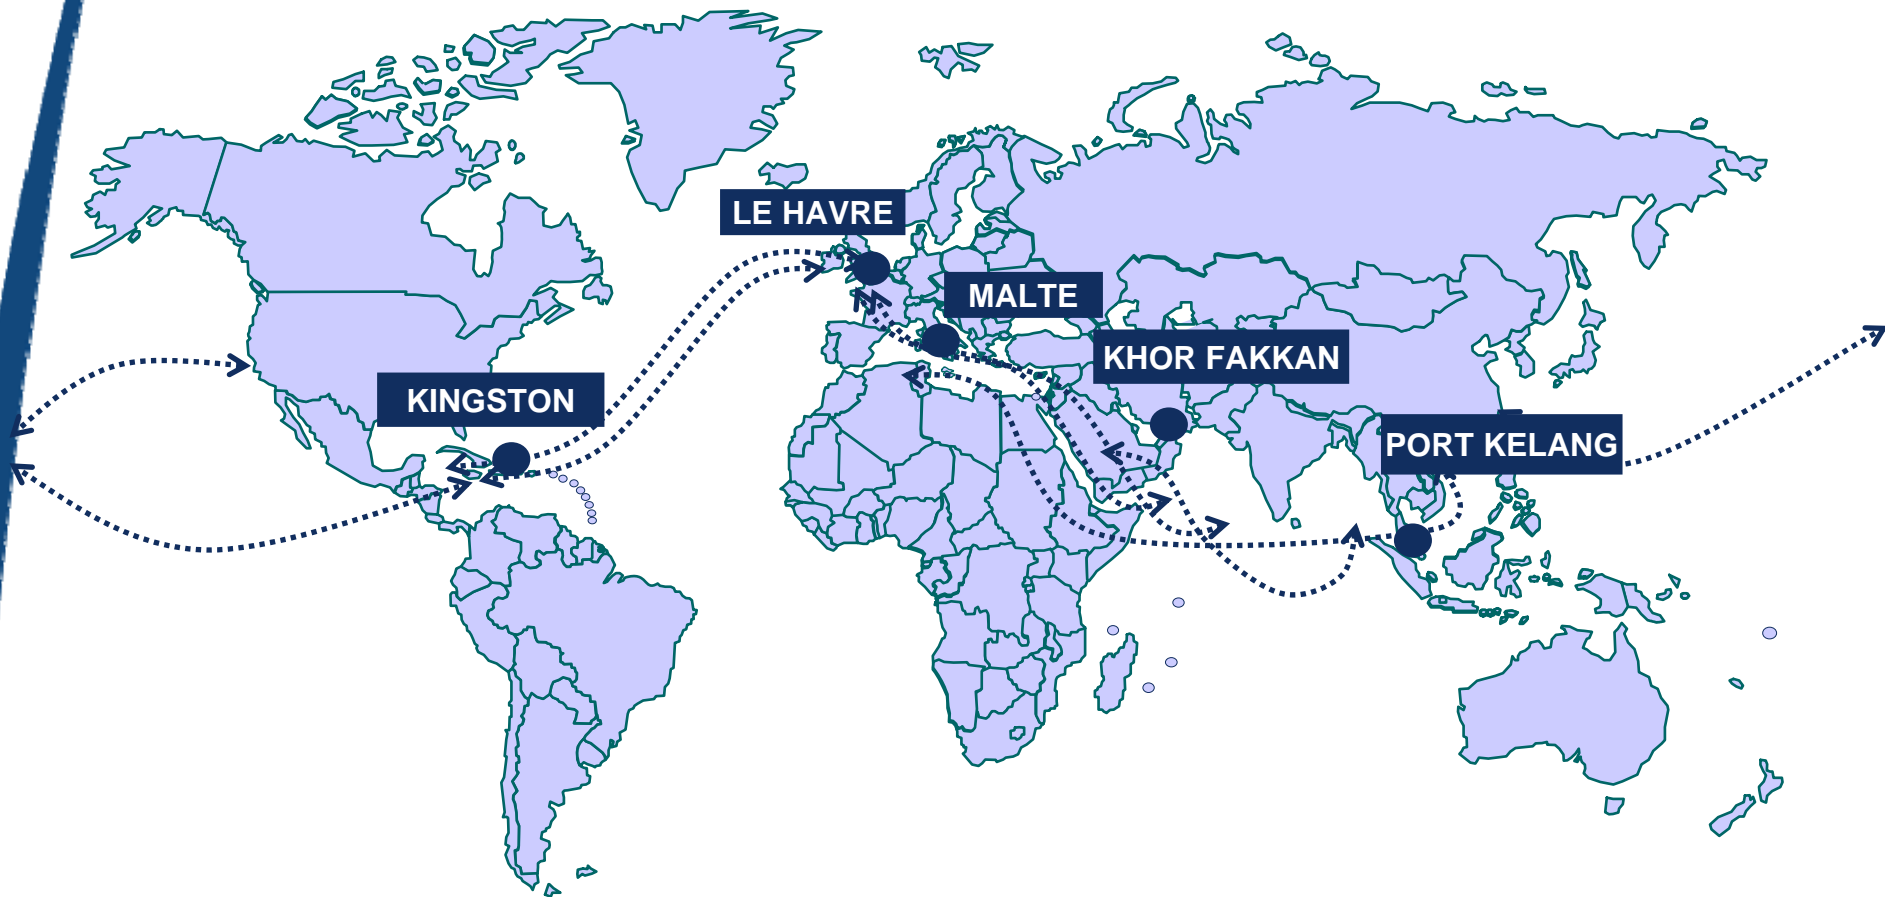 LE HAVRE
MALTE
KHOR FAKKAN
KINGSTON
PORT KELANG